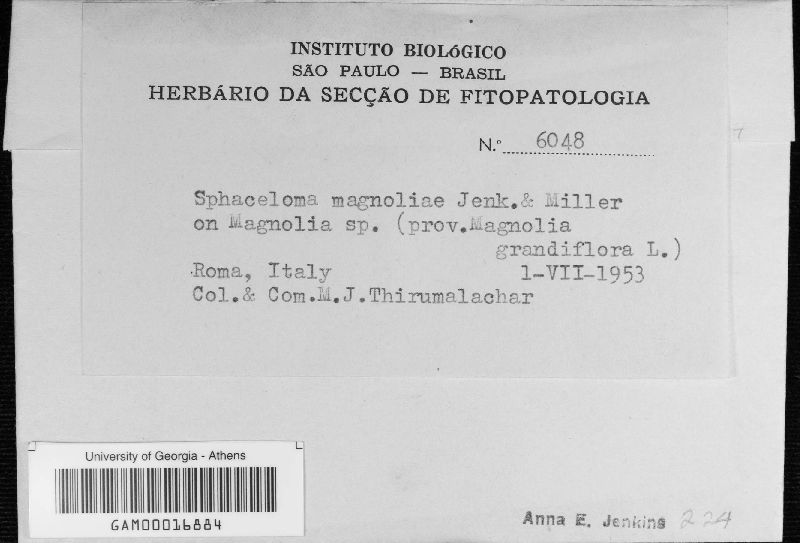 INSTITUTO BIOLÓGICO
SÃO PAULO — BRASIL
HERBÁRIO DA SECÇÃO DE FITOPATOLOGIA
N.º 6048
Sphaceloma magnoliae Jenk.& Miller
on Magnolia sp. (prov.Magnolia
grandiflora L.)
Roma, Italy 1-VII-1953
Col.& Com.M.J.Thirumalachar
University of Georgia - Athens
GAM00016884
Anna E. Jenkins 224